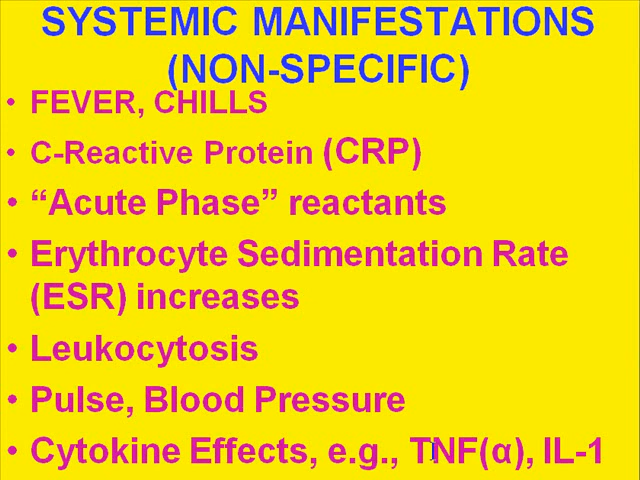 SYSTEMIC MANIFESTATIONS
(NON-SPECIFIC)
• FEVER, CHILLS
• C-Reactive Protein (CRP)
• “Acute Phase” reactants
• Erythrocyte Sedimentation Rate
(ESR) increases
• Leukocytosis
• Pulse, Blood Pressure
• Cytokine Effects, e.g., TNF(α), IL-1